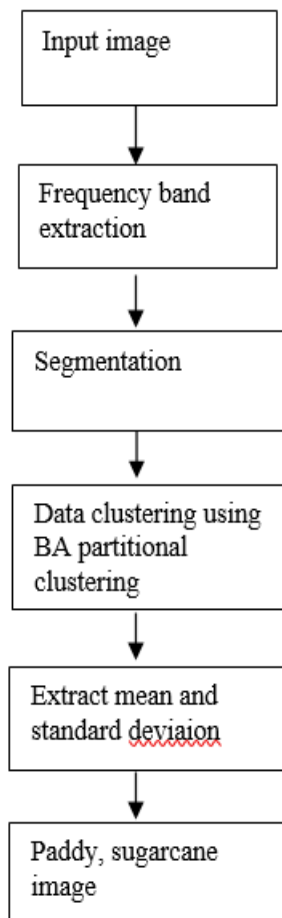 Input image
Frequency band
extraction
Segmentation
Data clustering using
BA partitional
clustering
Extract mean and
standard deviaion
Paddy, sugarcane
image